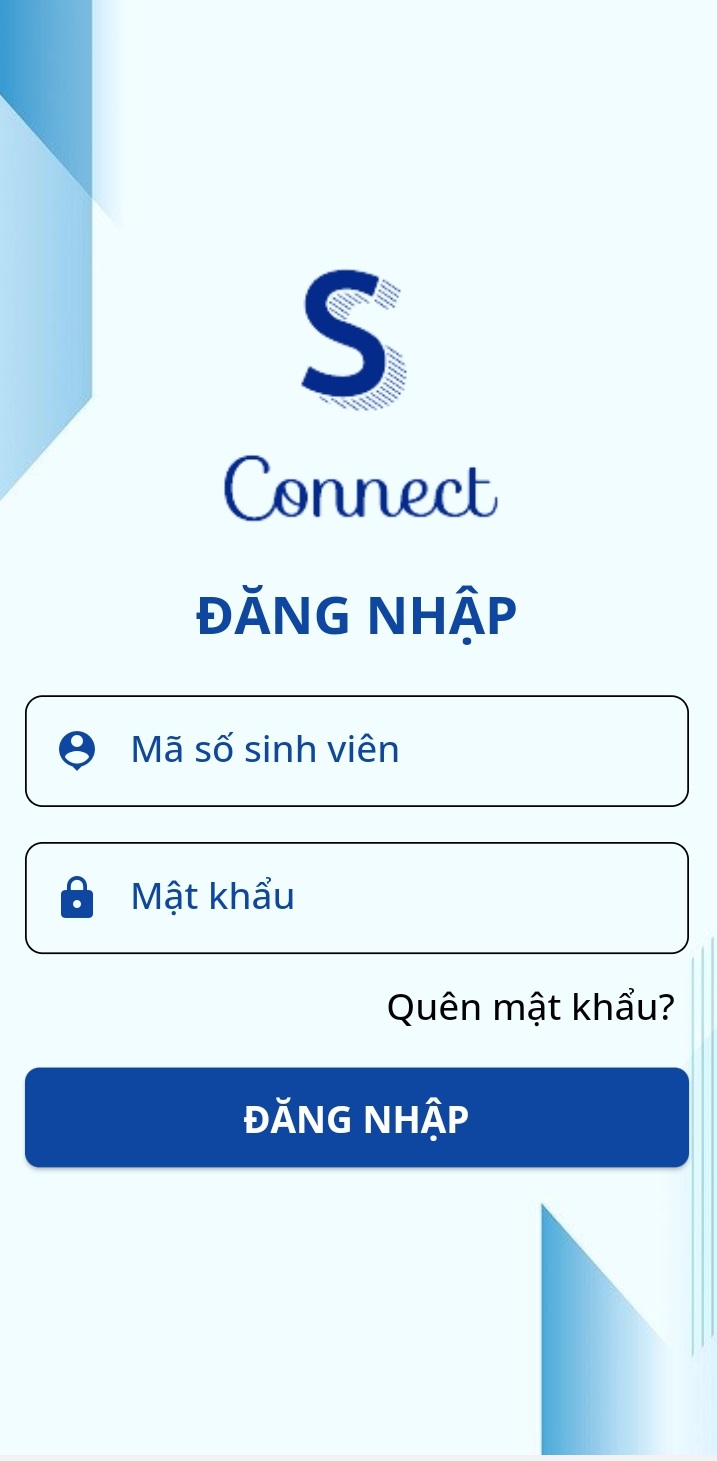 S
Connect
ĐĂNG NHẬP
Mã số sinh viên
Mật khẩu
Quên mật khẩu?
ĐĂNG NHẬP